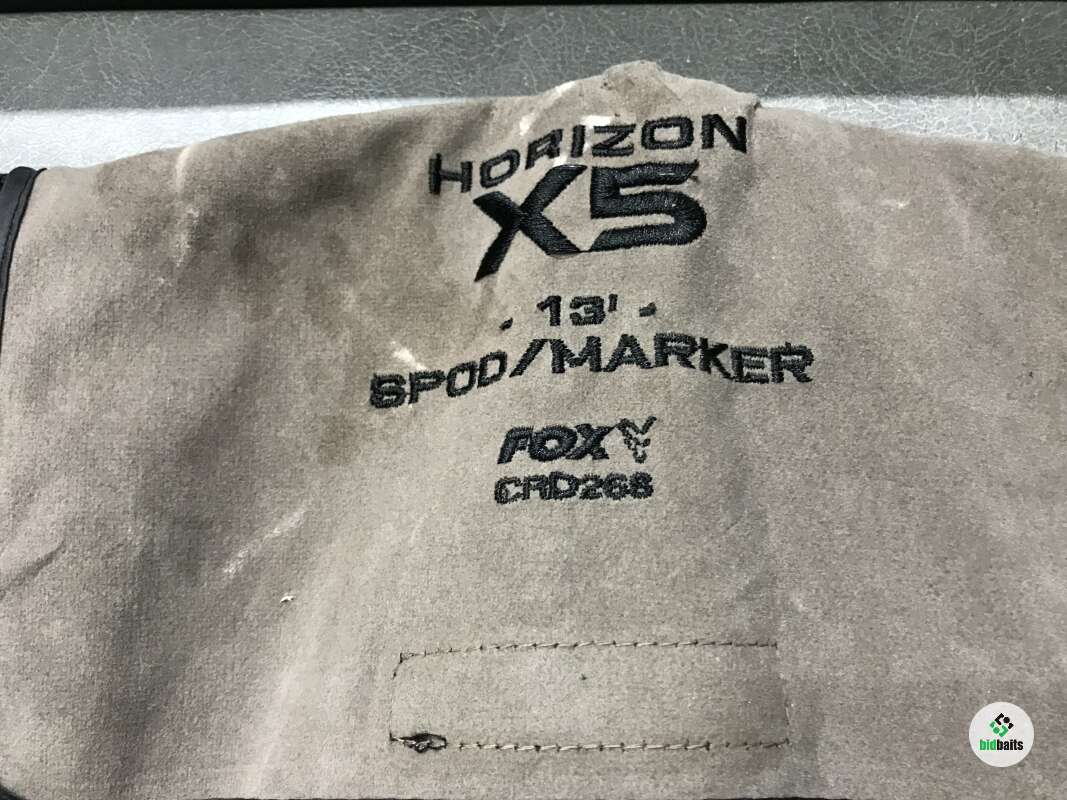 HORIZON
X5
- 13' -
SPOD/MARKER
FOX
CRD268
bidbaits